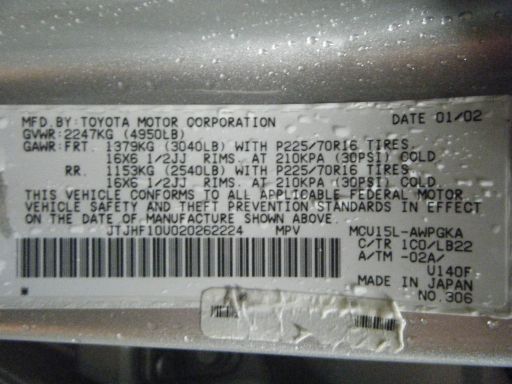 MFD. BY: TOYOTA MOTOR CORPORATION DATE 01/02
GVWR: 2247KG (4950LB)
GAWR: FRT. 1379KG (3040LB) WITH P225/70R16 TIRES,
16X6 1/2JJ RIMS, AT 210KPA (30PSI) COLD
RR. 1153KG (2540LB) WITH P225/70R16 TIRES,
16X6 1/2JJ RIMS, AT 210KPA (30PSI) COLD
THIS VEHICLE CONFORMS TO ALL APPLICABLE FEDERAL MOTOR
VEHICLE SAFETY AND THEFT PREVENTION STANDARDS IN EFFECT
ON THE DATE OF MANUFACTURE SHOWN ABOVE.
JTJHF10U020262224 MPV MCU15L-AWPGKA
C/TR 1C0/LB22
A/TM -02A/
U140F
MADE IN JAPAN
NO. 306